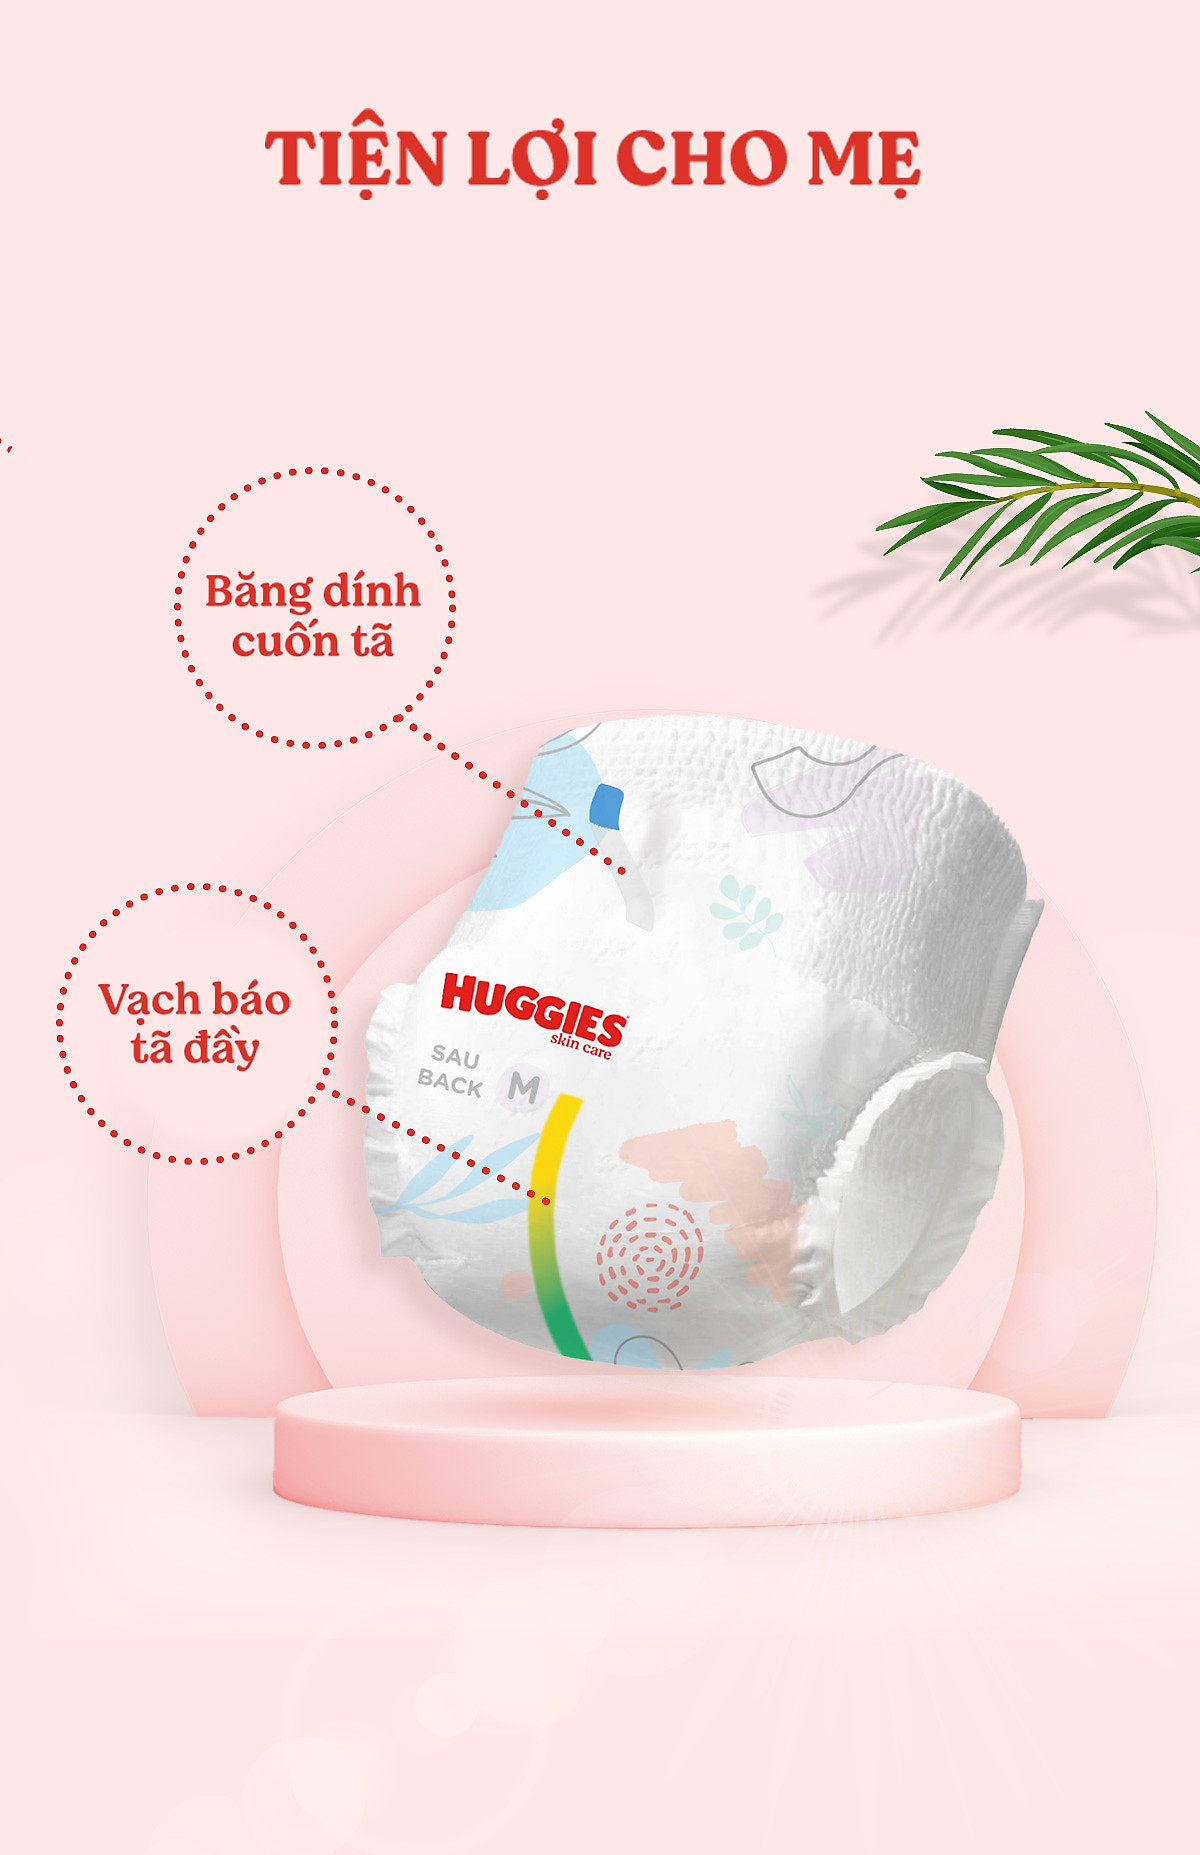 TIỆN LỢI CHO MẸ
Băng dính
cuốn tã
Vạch báo
tã đầy
HUGGIES
skin care
SAU
BACK M